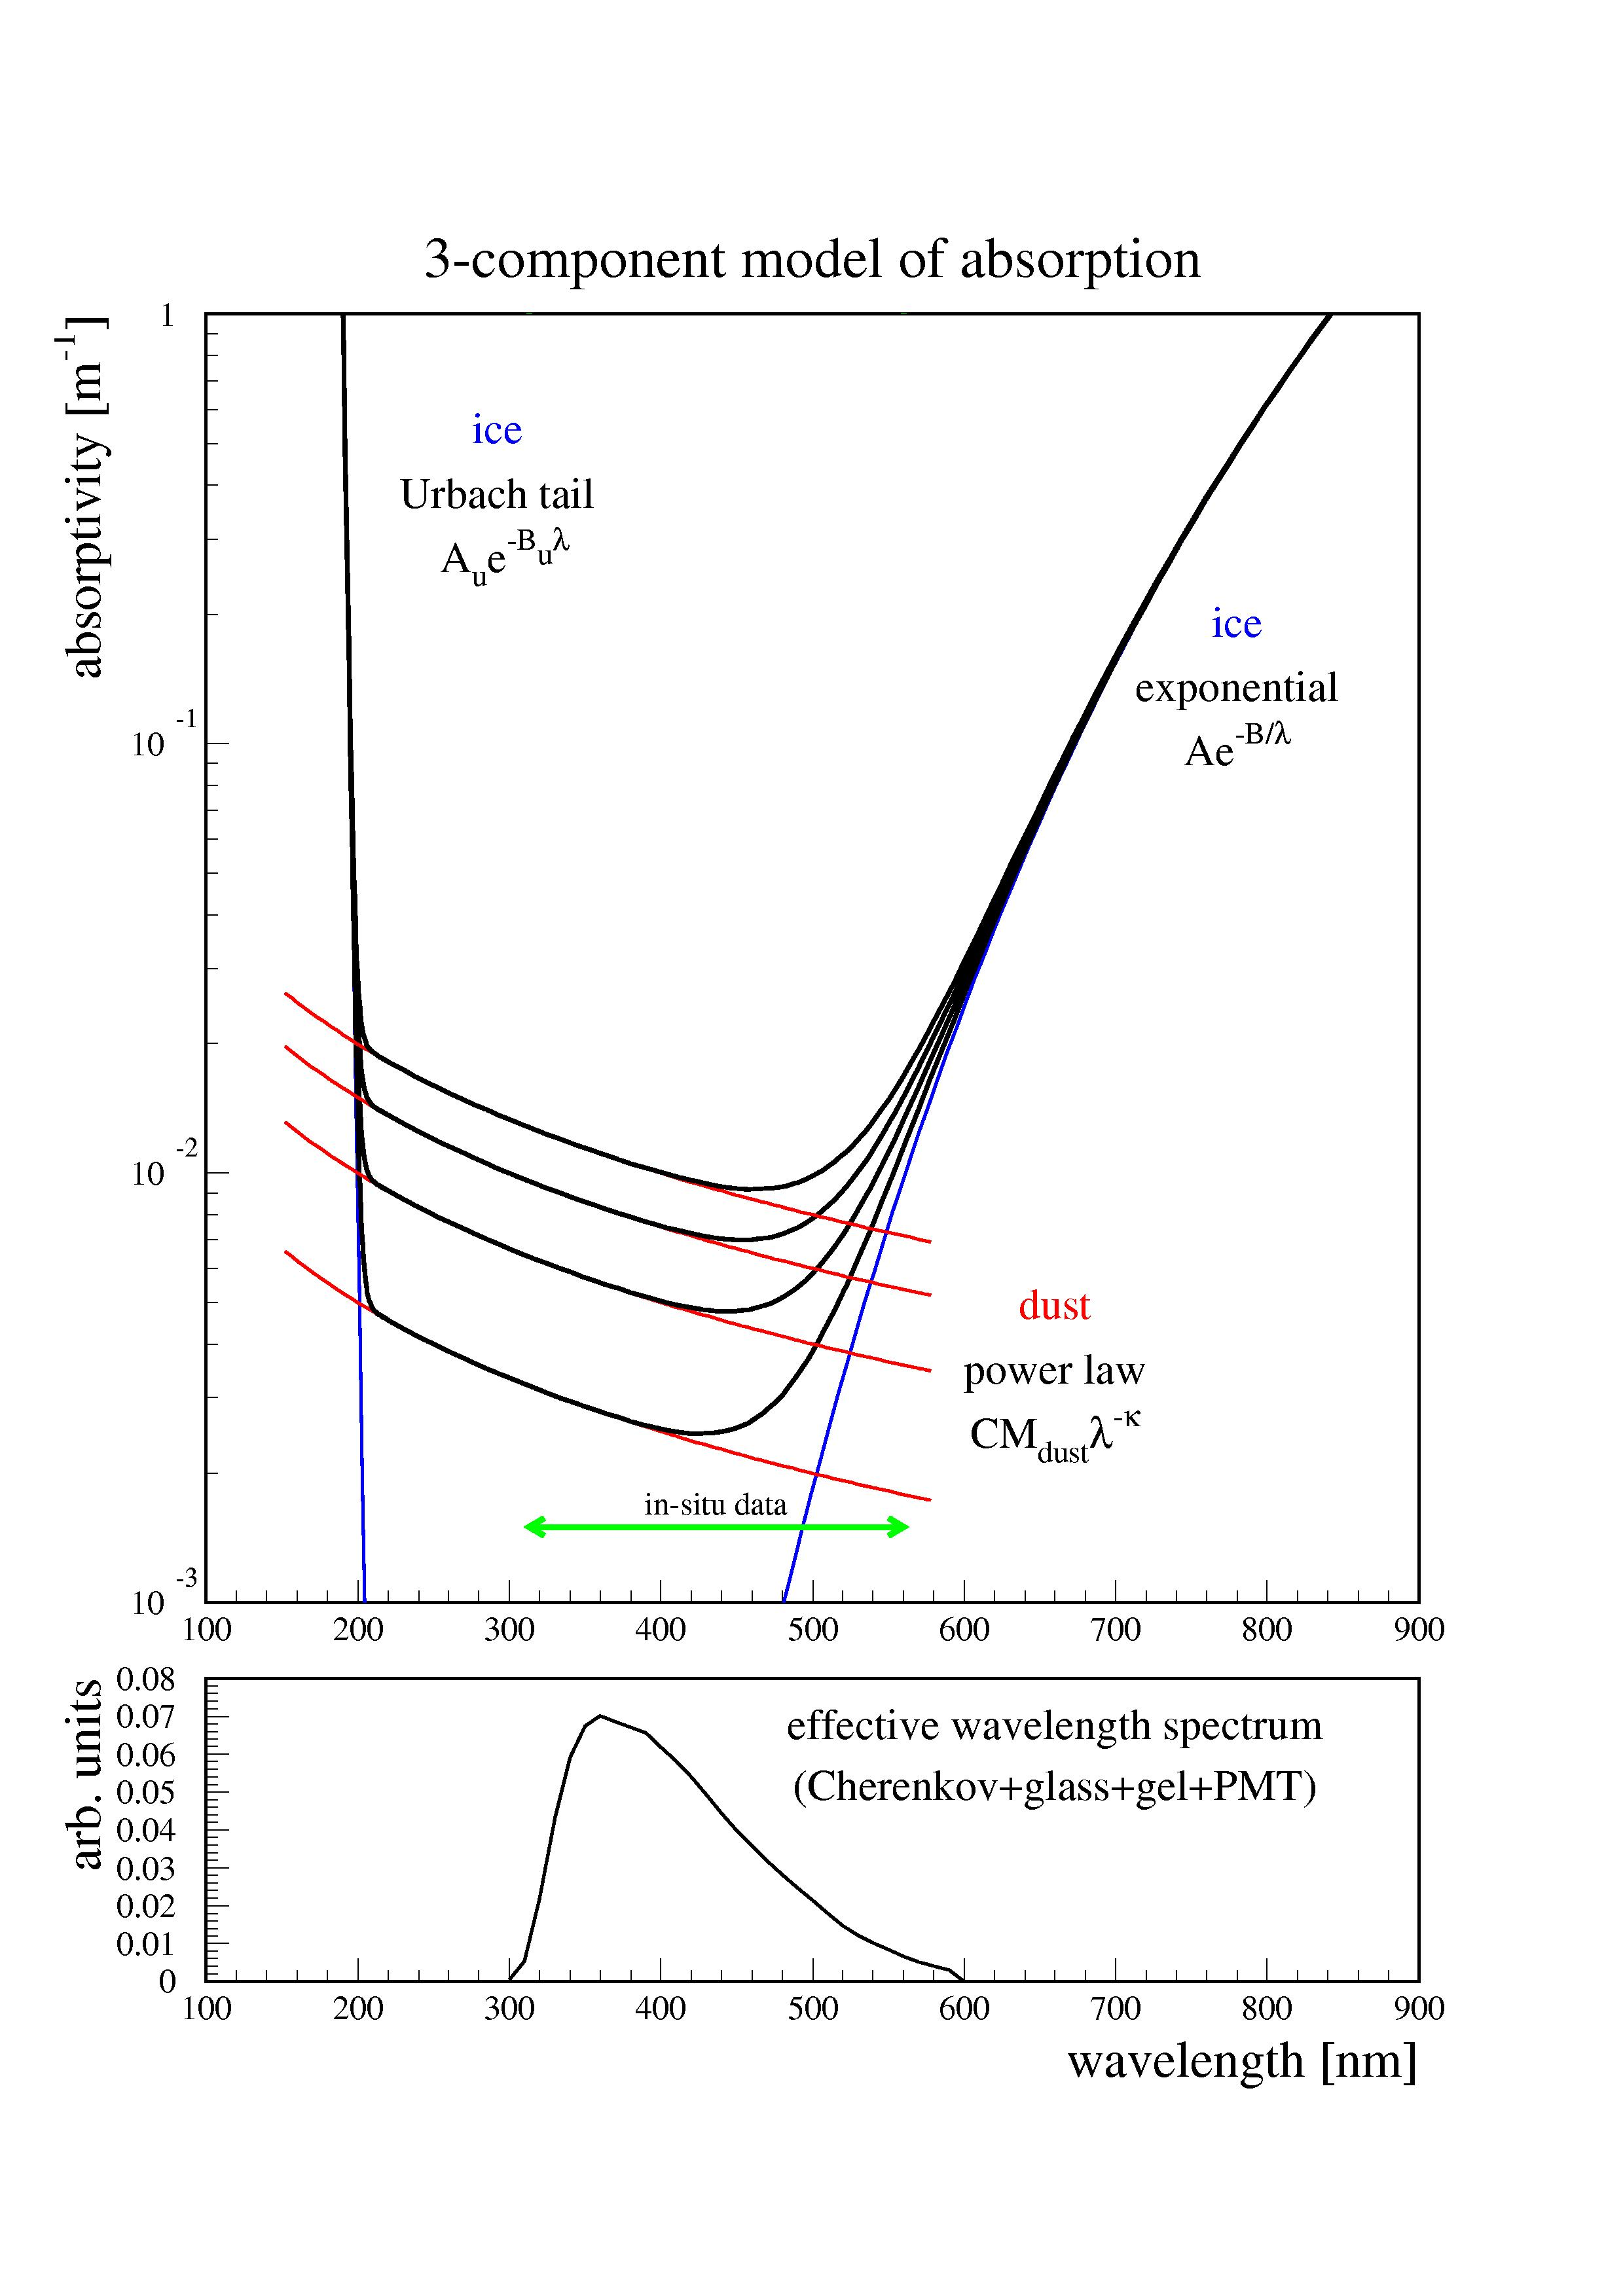 3-component model of absorption
absorptivity [m⁻¹]
1
10⁻¹
10⁻²
10⁻³
ice
Urbach tail
Aᵤe^-Bᵤλ
ice
exponential
Ae^-B/λ
dust
power law
CM_dust λ^-κ
in-situ data
100 200 300 400 500 600 700 800 900
arb. units
0.08
0.07
0.06
0.05
0.04
0.03
0.02
0.01
0
effective wavelength spectrum
(Cherenkov+glass+gel+PMT)
100 200 300 400 500 600 700 800 900
wavelength [nm]